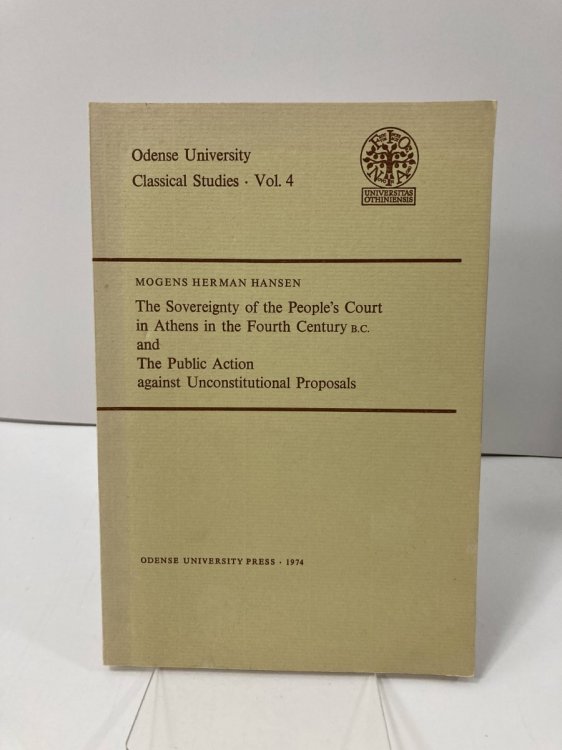 Odense University
Classical Studies · Vol. 4
UNIVERSITAS
OTHINIENSIS
MOGENS HERMAN HANSEN
The Sovereignty of the People's Court
in Athens in the Fourth Century B.C.
and
The Public Action
against Unconstitutional Proposals
ODENSE UNIVERSITY PRESS · 1974